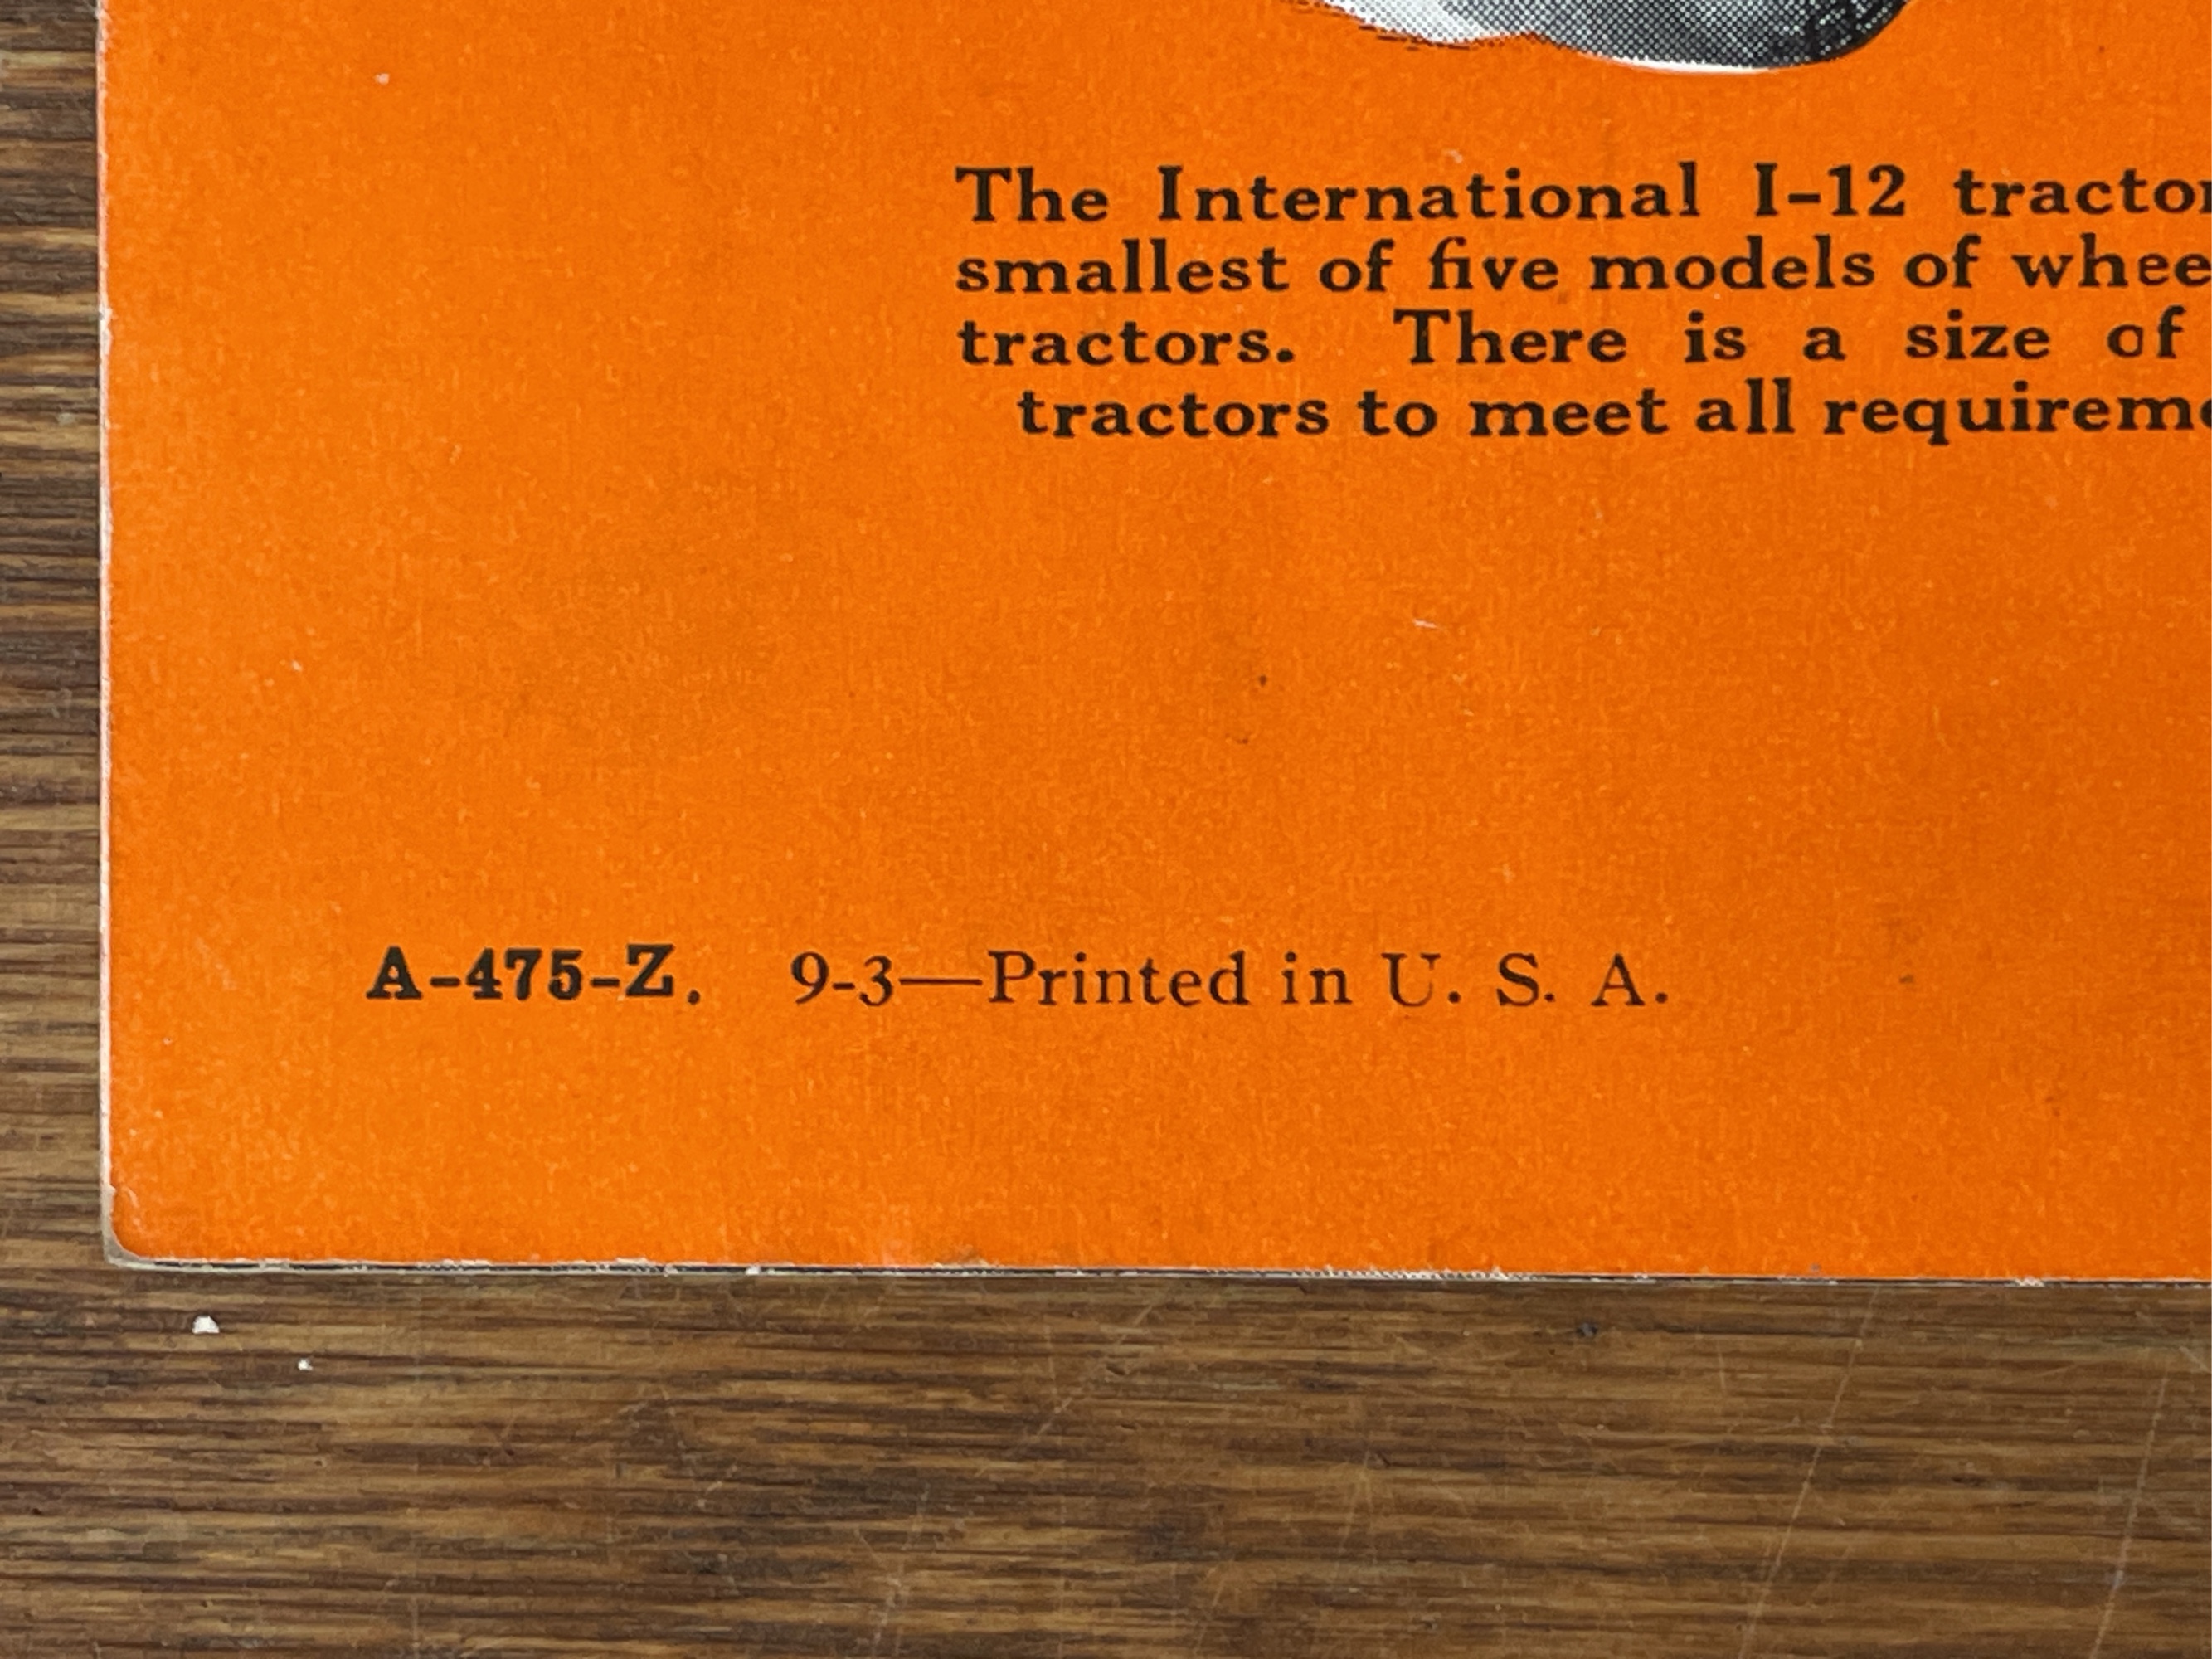 The International I-12 tractor
smallest of five models of whee
tractors. There is a size of
tractors to meet all requireme
A-475-Z. 9-3—Printed in U. S. A.